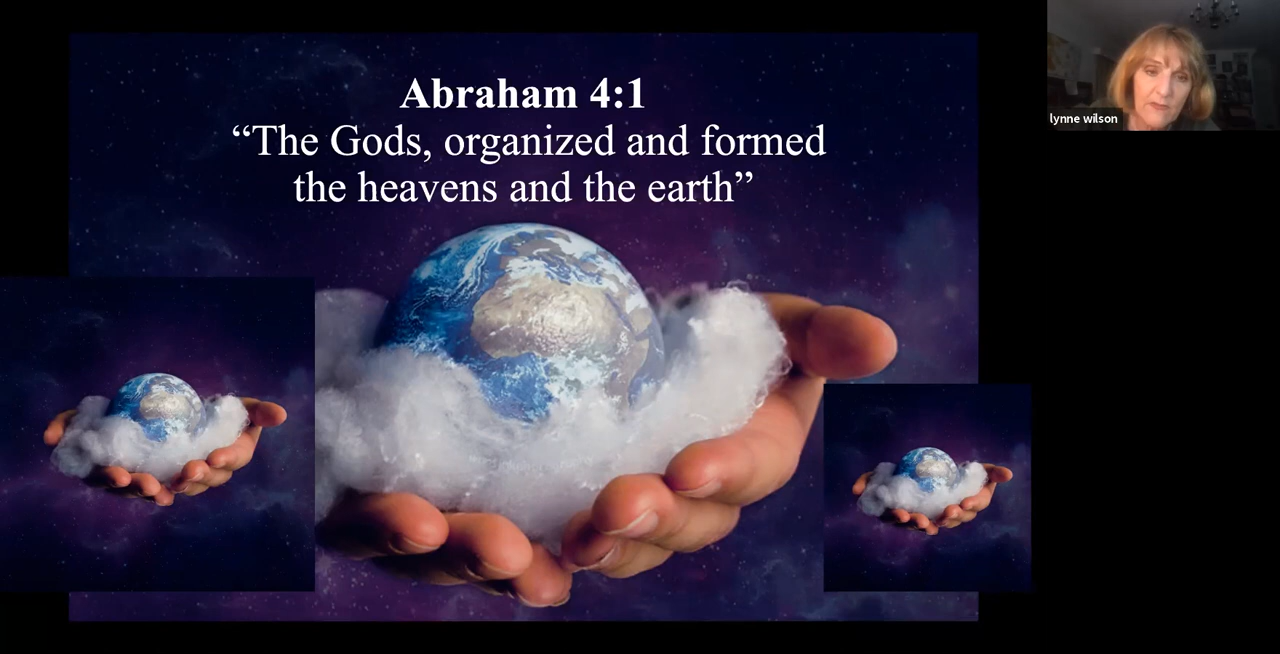 Abraham 4:1
“The Gods, organized and formed
the heavens and the earth”
lynne wilson